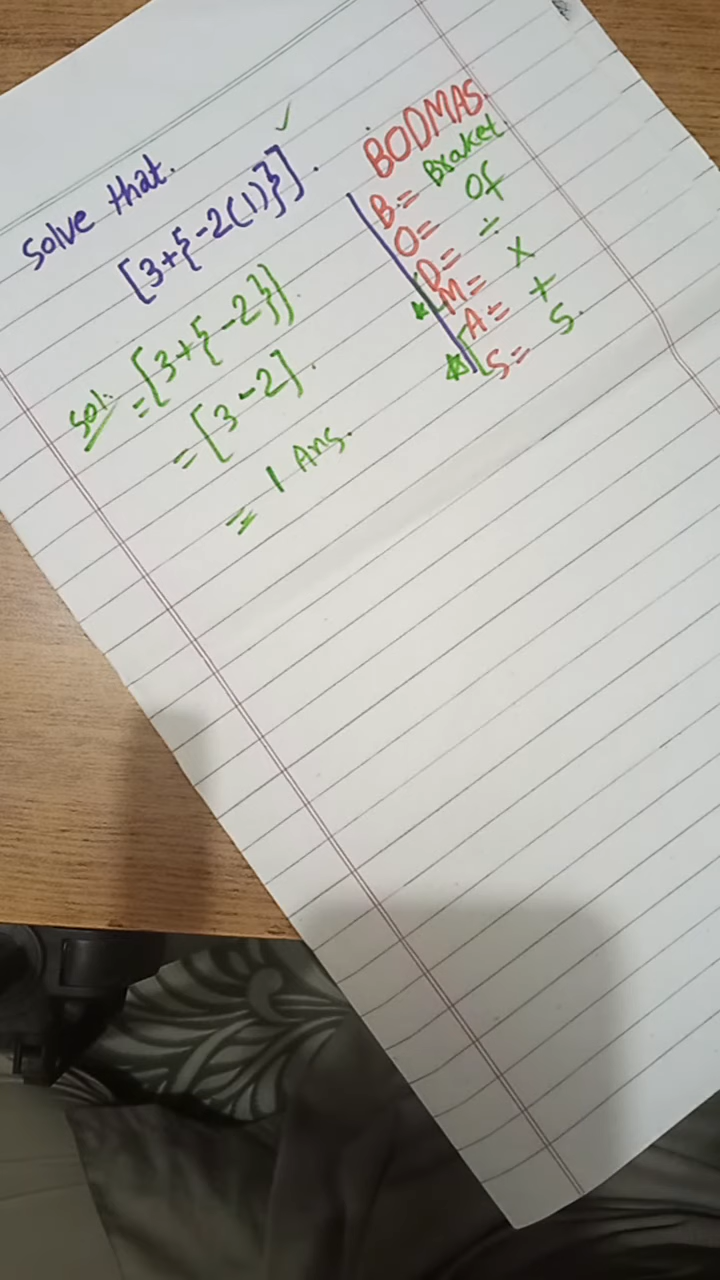 Solve that.
[3+{-2(1)}].
Sol. = [3+{-2}].
= [3-2].
= 1 Ans.
BODMAS.
B= Braket
O= Of
D= ÷
M= ×
A= +
S= S.